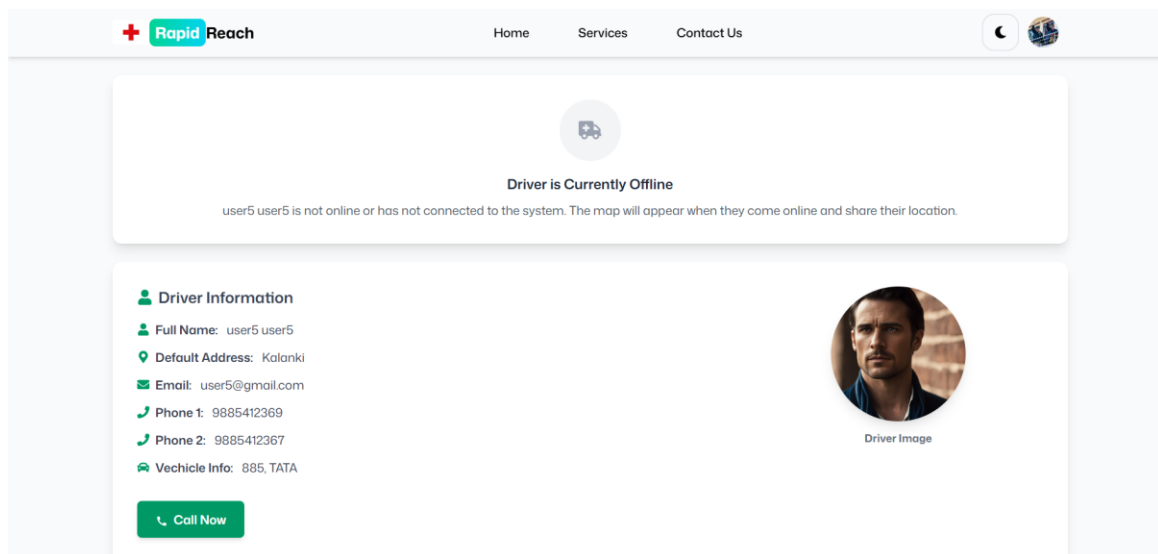 Rapid Reach Home Services Contact Us
Driver is Currently Offline
user5 user5 is not online or has not connected to the system. The map will appear when they come online and share their location.
Driver Information
Full Name: user5 user5
Default Address: Kalanki
Email: user5@gmail.com
Phone 1: 9885412369
Phone 2: 9885412367
Vechicle Info: 885, TATA
Call Now
Driver Image